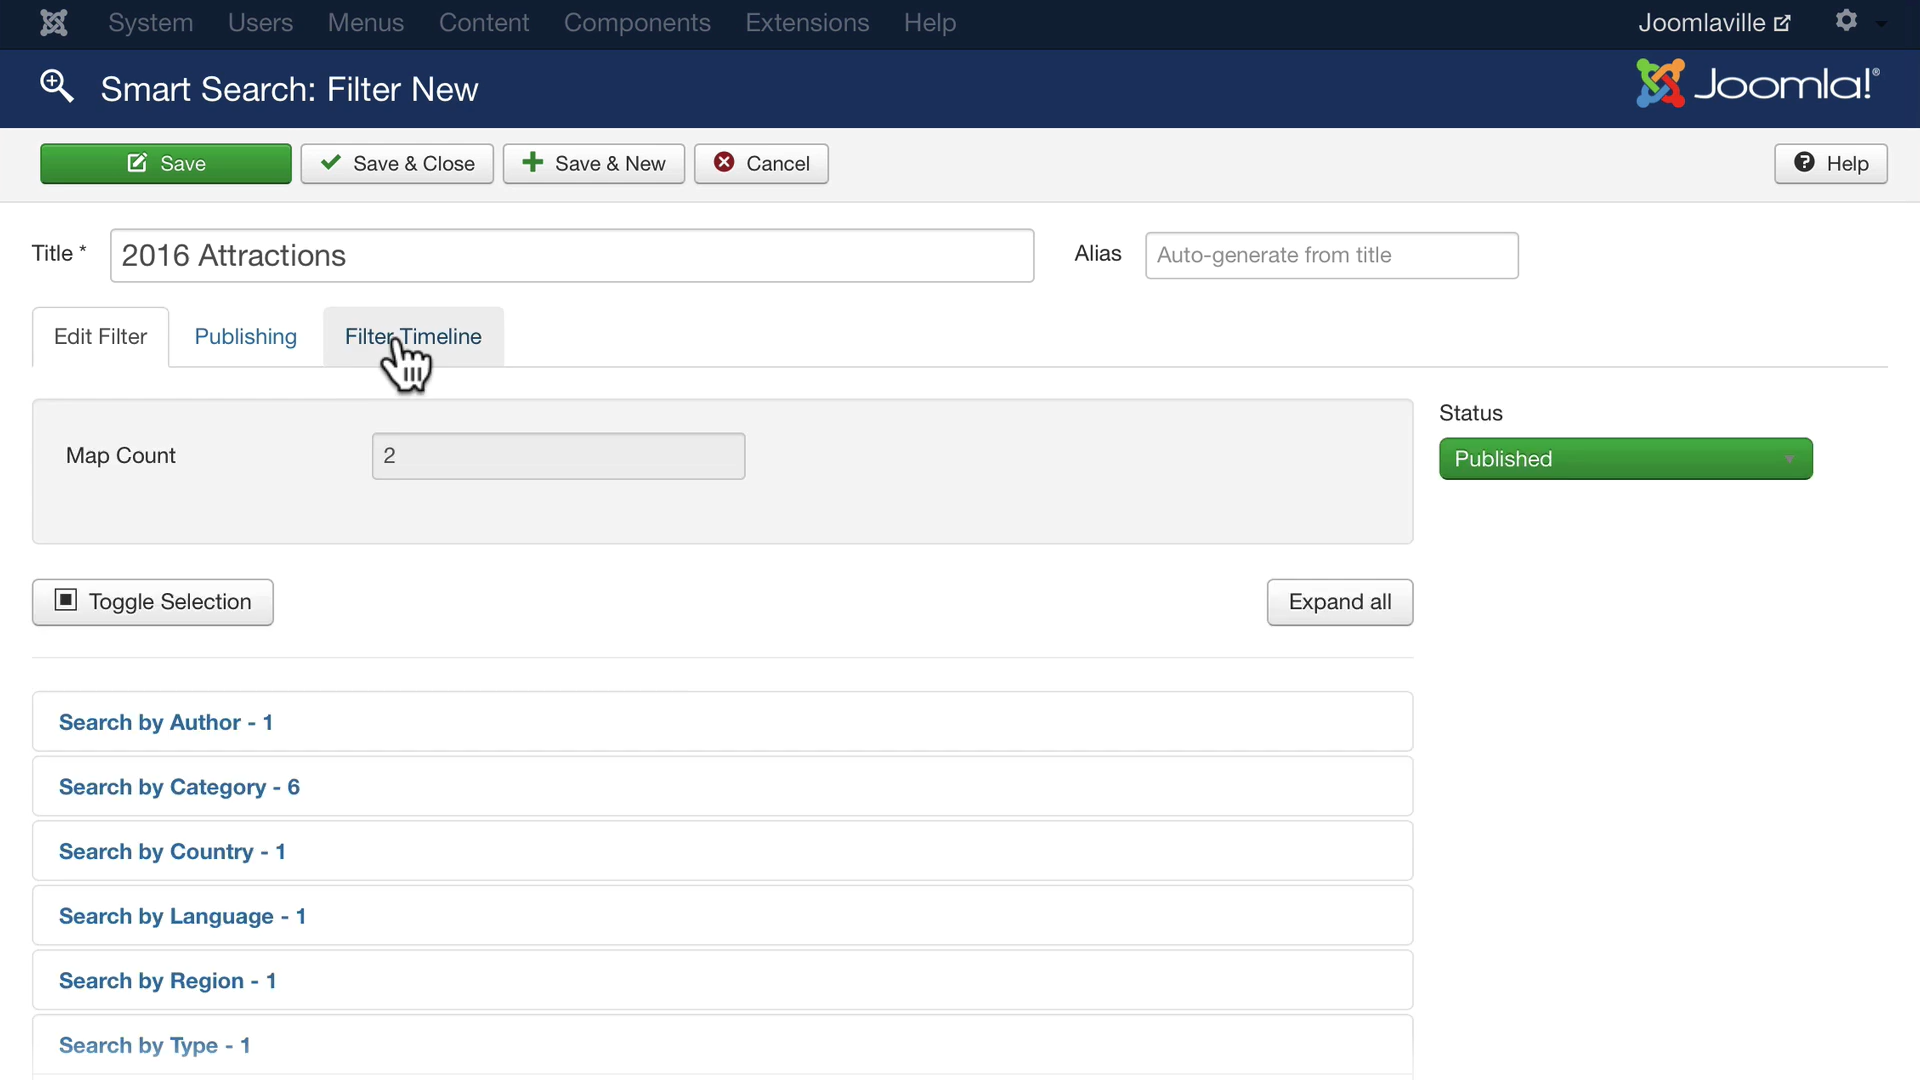 System Users Menus Content Components Extensions Help Joomlaville
Smart Search: Filter New Joomla!®
Save Save & Close Save & New Cancel Help
Title * 2016 Attractions Alias Auto-generate from title
Edit Filter Publishing Filter Timeline
Status
Map Count 2 Published
Toggle Selection Expand all
Search by Author - 1
Search by Category - 6
Search by Country - 1
Search by Language - 1
Search by Region - 1
Search by Type - 1